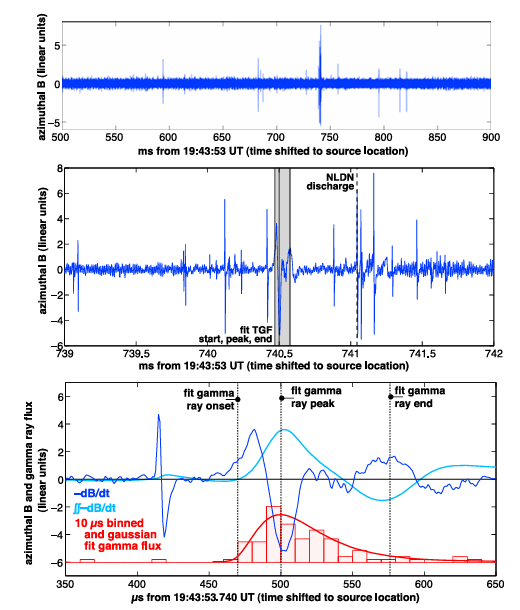 azimuthal B (linear units)
5
0
−5
500 550 600 650 700 750 800 850 900
ms from 19:43:53 UT (time shifted to source location)
azimuthal B (linear units)
8
6
4
2
0
−2
−4
−6
NLDN
discharge
fit TGF
start, peak, end
739 739,5 740 740,5 741 741,5 742
ms from 19:43:53 UT (time shifted to source location)
azimuthal B and gamma ray flux
(linear units)
6
4
2
0
−2
−4
−6
fit gamma
ray onset
fit gamma
ray peak
fit gamma
ray end
−dB/dt
∫∫−dB/dt
10 µs binned
and gaussian
fit gamma flux
350 400 450 500 550 600 650
µs from 19:43:53.740 UT (time shifted to source location)